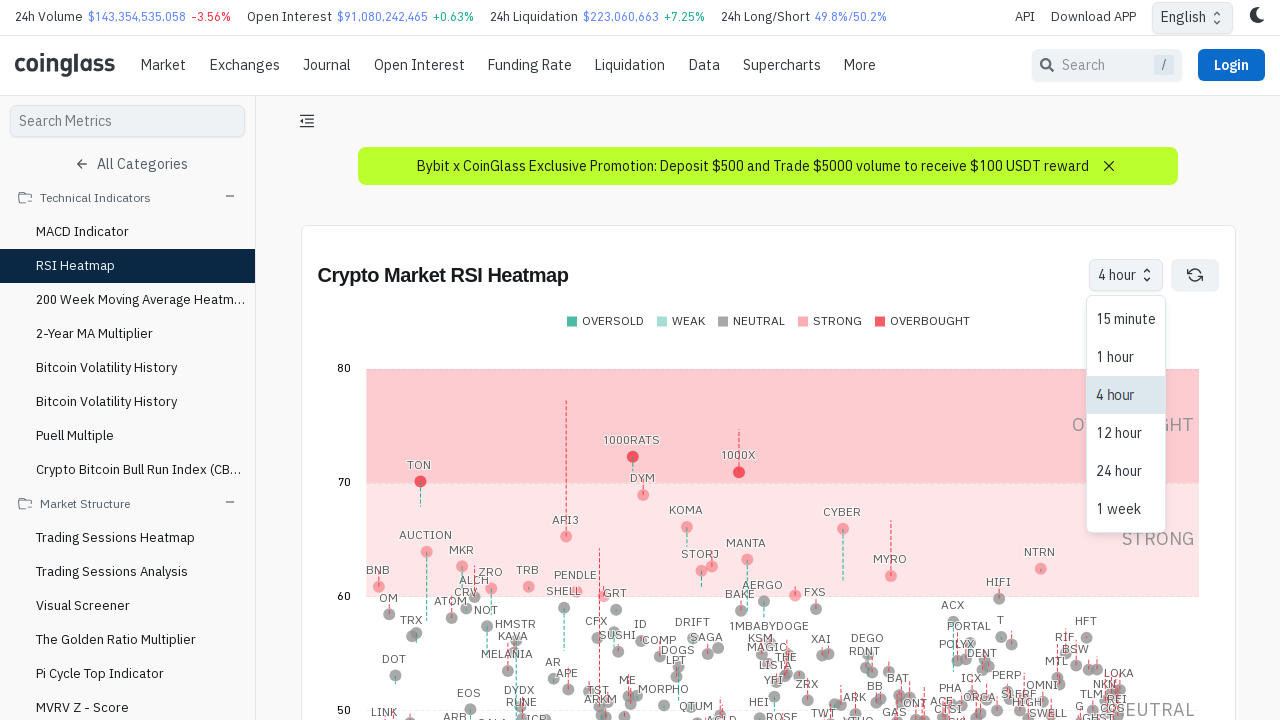 24h Volume $143,354,535,058 -3.56% Open Interest $91,080,242,465 +0.63% 24h Liquidation $223,060,663 +7.25% 24h Long/Short 49.8%/50.2% API Download APP English
coinglass Market Exchanges Journal Open Interest Funding Rate Liquidation Data Supercharts More Search / Login
Search Metrics
All Categories
Technical Indicators
MACD Indicator
RSI Heatmap
200 Week Moving Average Heatm...
2-Year MA Multiplier
Bitcoin Volatility History
Bitcoin Volatility History
Puell Multiple
Crypto Bitcoin Bull Run Index (CB...
Market Structure
Trading Sessions Heatmap
Trading Sessions Analysis
Visual Screener
The Golden Ratio Multiplier
Pi Cycle Top Indicator
MVRV Z - Score
Bybit x CoinGlass Exclusive Promotion: Deposit $500 and Trade $5000 volume to receive $100 USDT reward
Crypto Market RSI Heatmap
4 hour
15 minute
1 hour
4 hour
12 hour
24 hour
1 week
OVERSOLD WEAK NEUTRAL STRONG OVERBOUGHT
80
1000RATS
1000X
TON
DYM
70
KOMA
CYBER
API3
STRONG
AUCTION
MANTA
MKR
STORJ
NTRN
MYRO
BNB
ZRO
TRB
PENDLE
ALCH
HIFI
AERGO
SHELL
CRV
GRT
BAKE
FXS
60
OM
ATOM
ACX
NOT
TRX
HMSTR
CFX
ID
DRIFT
1MBABYDOGE
PORTAL
T
HFT
KAVA
SUSHI
COMP
SAGA
KSM
XAI
DEGO
RIF
POLYX
MAGIC
DOGS
RDNT
DENT
BSW
MELANIA
DOT
AR
LPT
LISTA
MTL
APE
PERP
LOKA
ME
YFI
BAT
ICX
ZRX
BB
OMNI
NKN
DYDX
TST
MORPHO
PHA
EOS
ARK
SLERF
TLM
RUNE
ARKM
HEI
HIGH
QTUM
LINK
50
ARB
ROSE
TWT
GAS
SWELL
NEUTRAL